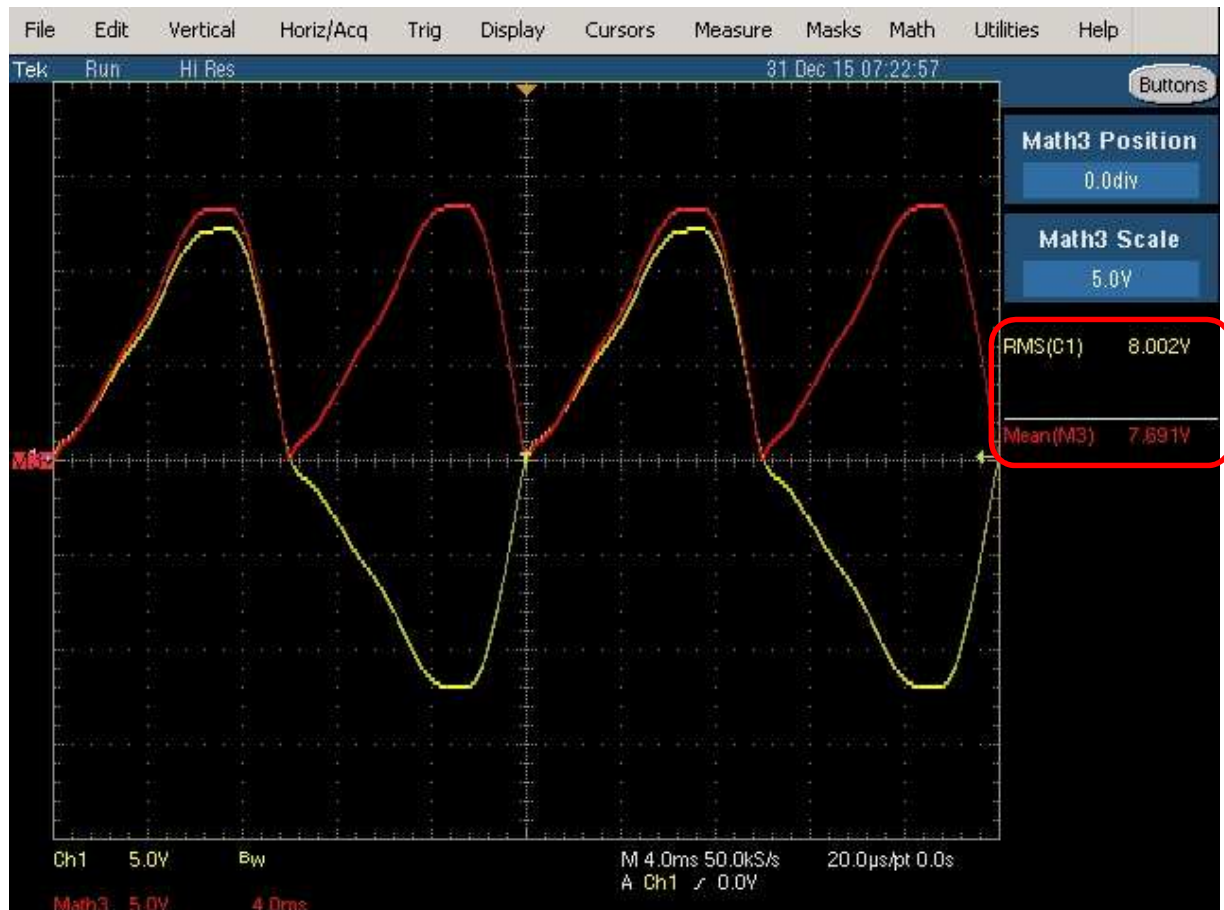 File Edit Vertical Horiz/Acq Trig Display Cursors Measure Masks Math Utilities Help
Tek Run Hi Res 31 Dec 15 07:22:57
Buttons
Math3 Position
0.0div
Math3 Scale
5.0V
RMS(C1) 8.002V
Mean(M3) 7.691V
Ch1 5.0V Bw M 4.0ms 50.0kS/s 20.0µs/pt 0.0s
A Ch1 0.0V
Math3 5.0V 4.0ms